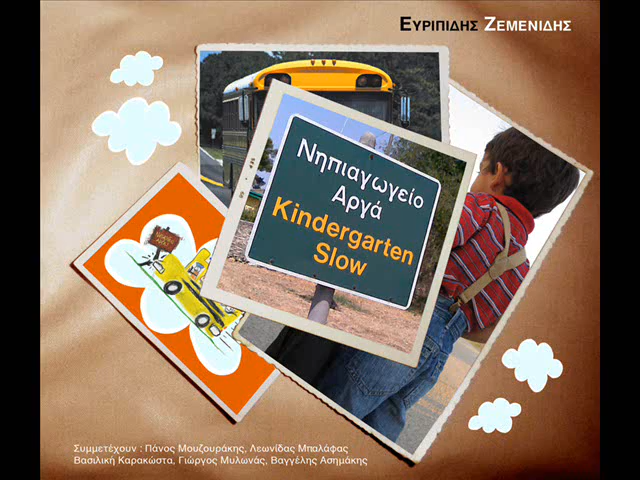 Ευριπίδης Ζεμενίδης
Νηπιαγωγείο
Αργά
Kindergarten
Slow
Συμμετέχουν : Πάνος Μουζουράκης, Λεωνίδας Μπαλάφας
Βασιλική Καρακώστα, Γιώργος Μυλωνάς, Βαγγέλης Ασημάκης